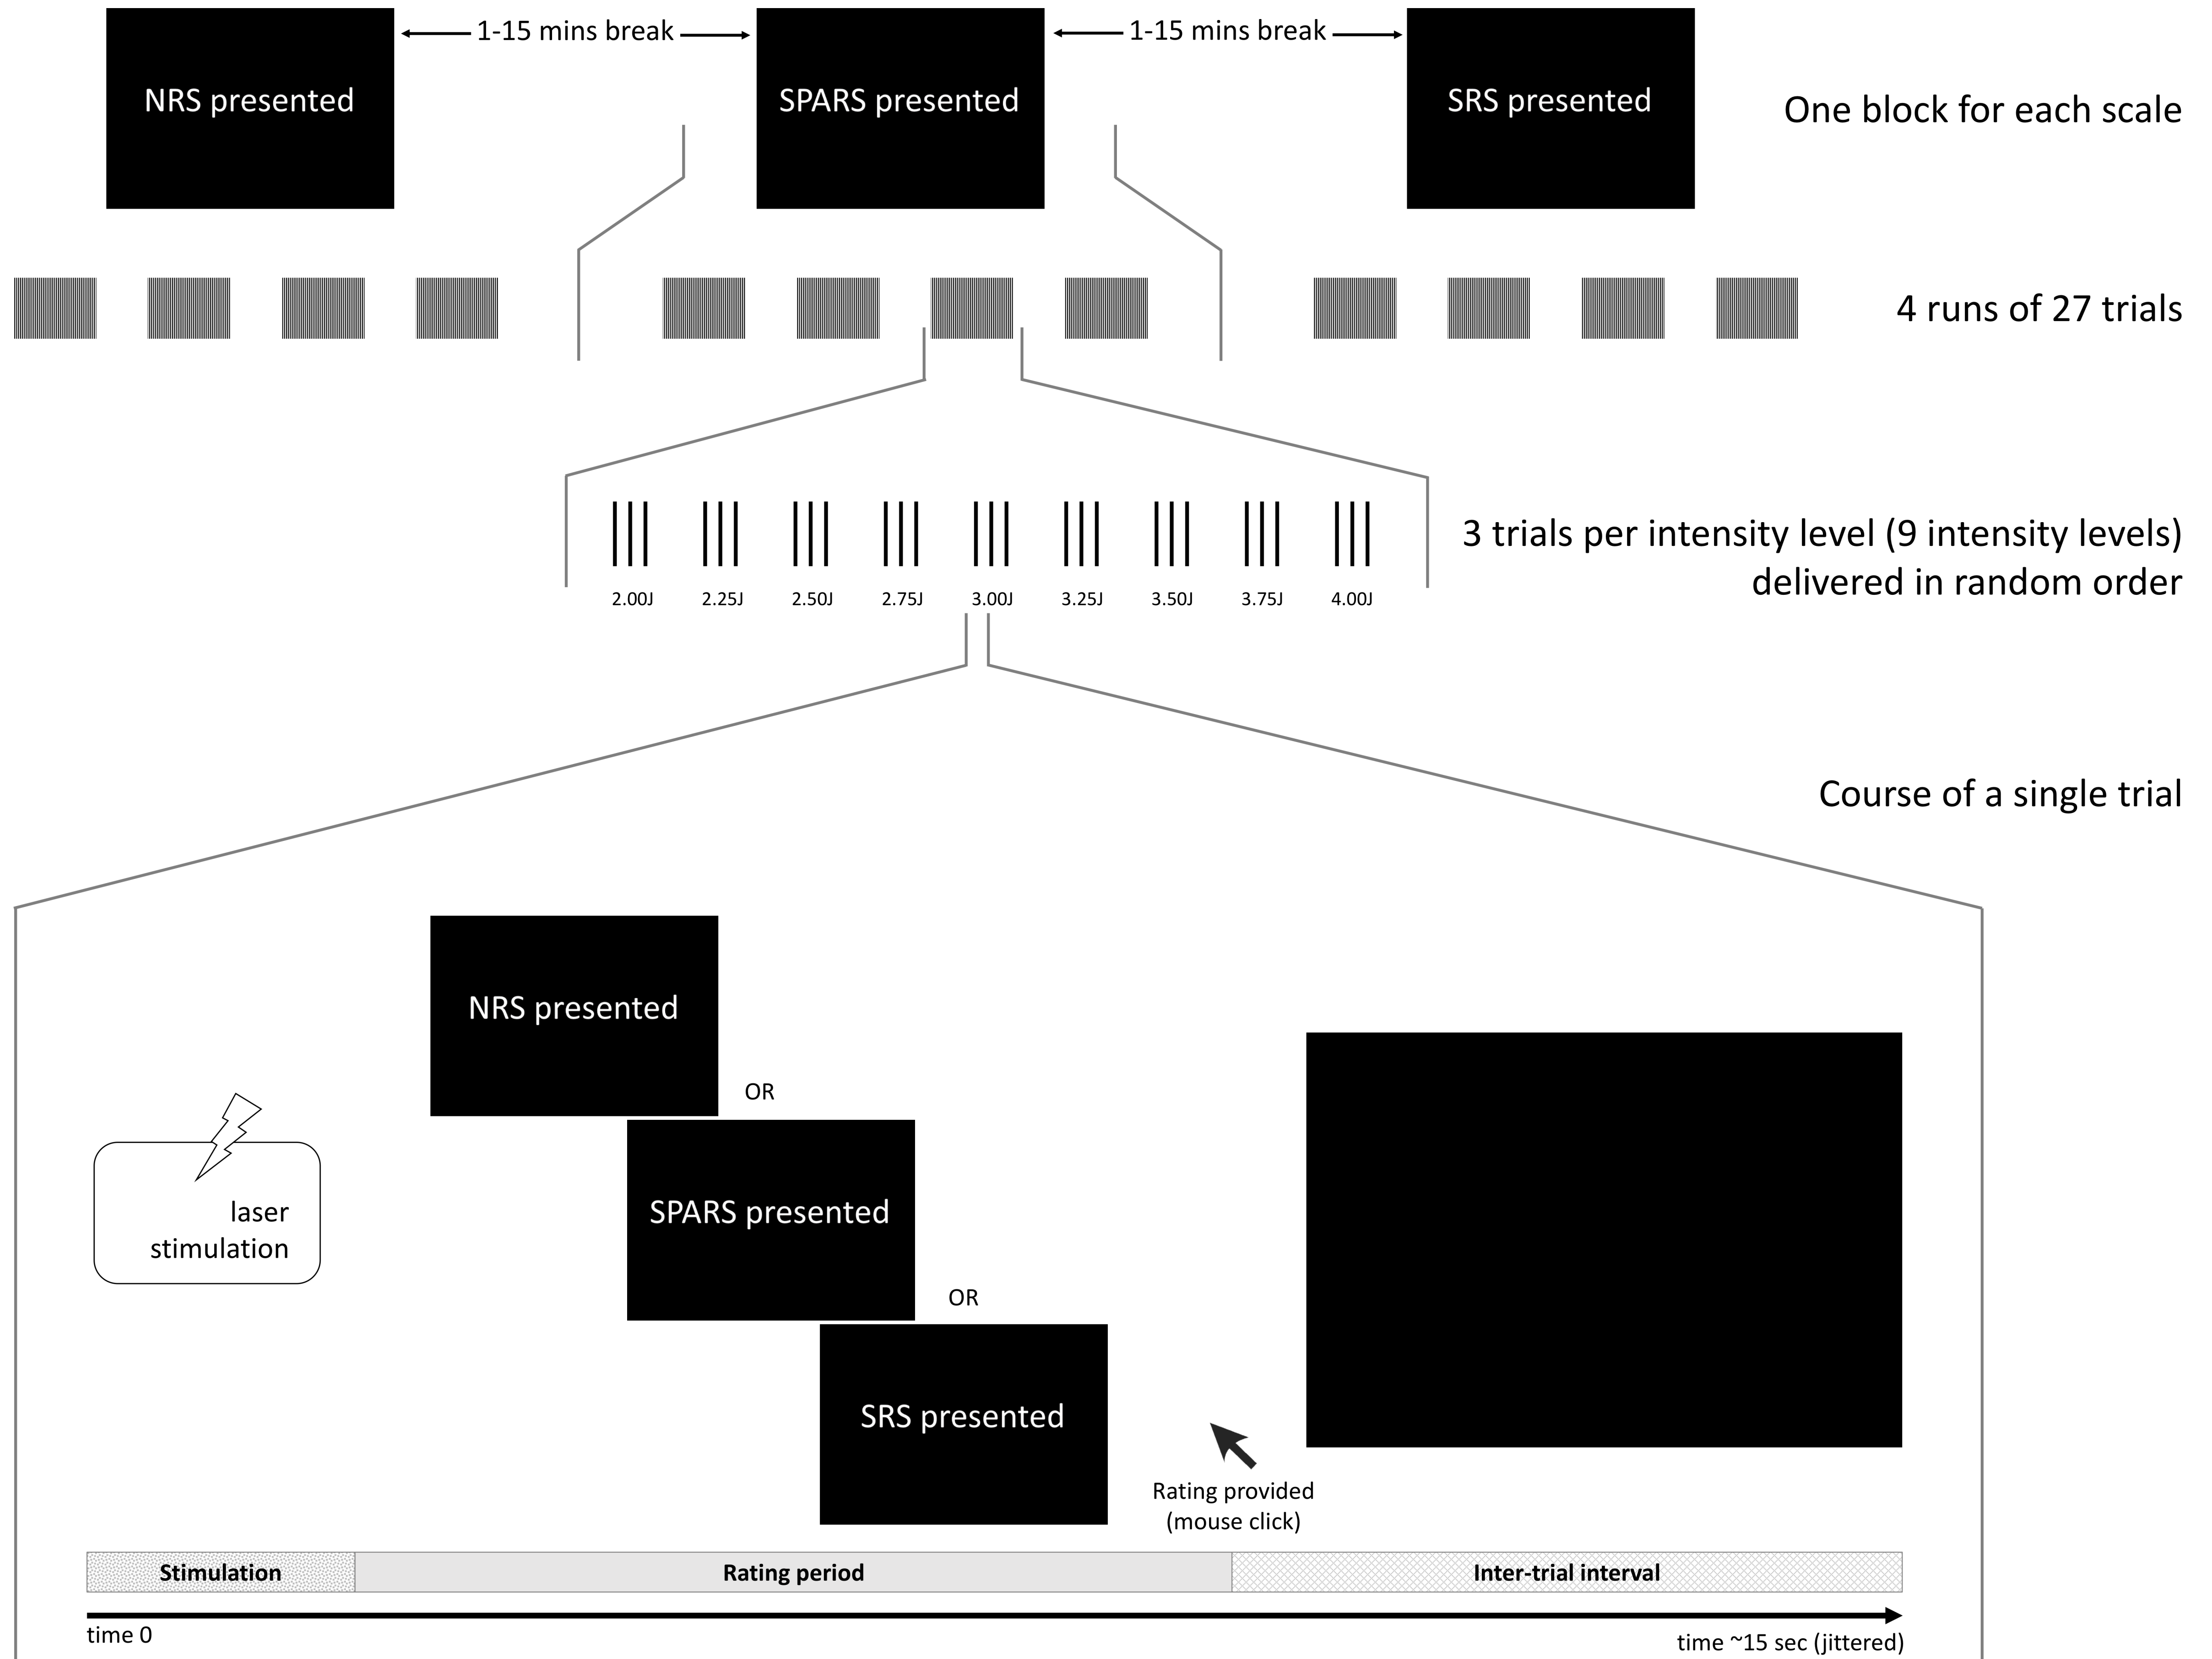 NRS presented
1-15 mins break
SPARS presented
1-15 mins break
SRS presented
One block for each scale
4 runs of 27 trials
3 trials per intensity level (9 intensity levels)
delivered in random order
2.00J
2.25J
2.50J
2.75J
3.00J
3.25J
3.50J
3.75J
4.00J
Course of a single trial
NRS presented
OR
SPARS presented
OR
SRS presented
laser
stimulation
Rating provided
(mouse click)
Stimulation
Rating period
Inter-trial interval
time 0
time ~15 sec (jittered)